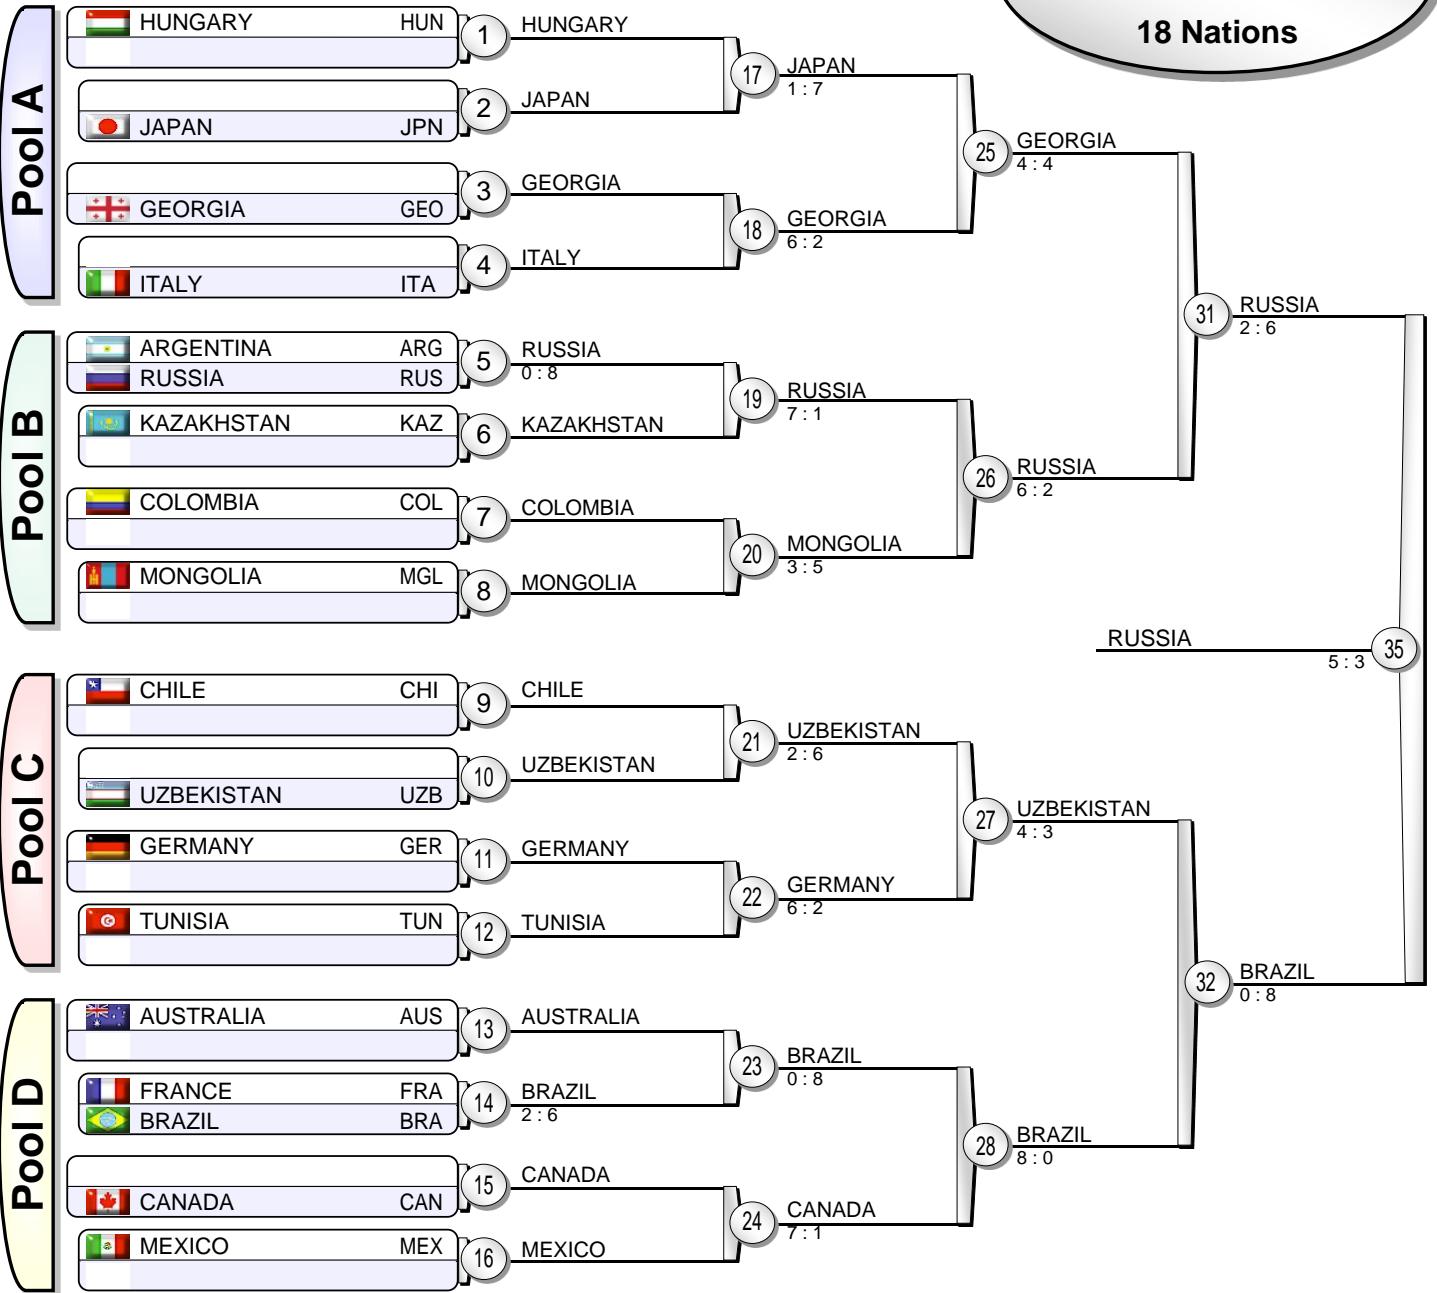 18 Nations
Pool A
HUNGARY HUN
1
HUNGARY
2
JAPAN JPN
JAPAN
17
JAPAN
1 : 7
3
GEORGIA GEO
GEORGIA
4
ITALY ITA
ITALY
18
GEORGIA
6 : 2
25
GEORGIA
4 : 4
Pool B
ARGENTINA ARG
RUSSIA RUS
5
RUSSIA
0 : 8
KAZAKHSTAN KAZ
6
KAZAKHSTAN
19
RUSSIA
7 : 1
COLOMBIA COL
7
COLOMBIA
MONGOLIA MGL
8
MONGOLIA
20
MONGOLIA
3 : 5
26
RUSSIA
6 : 2
31
RUSSIA
2 : 6
RUSSIA
5 : 3
35
Pool C
CHILE CHI
9
CHILE
10
UZBEKISTAN UZB
UZBEKISTAN
21
UZBEKISTAN
2 : 6
GERMANY GER
11
GERMANY
TUNISIA TUN
12
TUNISIA
22
GERMANY
6 : 2
27
UZBEKISTAN
4 : 3
Pool D
AUSTRALIA AUS
13
AUSTRALIA
FRANCE FRA
BRAZIL BRA
14
BRAZIL
2 : 6
23
BRAZIL
0 : 8
15
CANADA CAN
CANADA
MEXICO MEX
16
MEXICO
24
CANADA
7 : 1
28
BRAZIL
8 : 0
32
BRAZIL
0 : 8